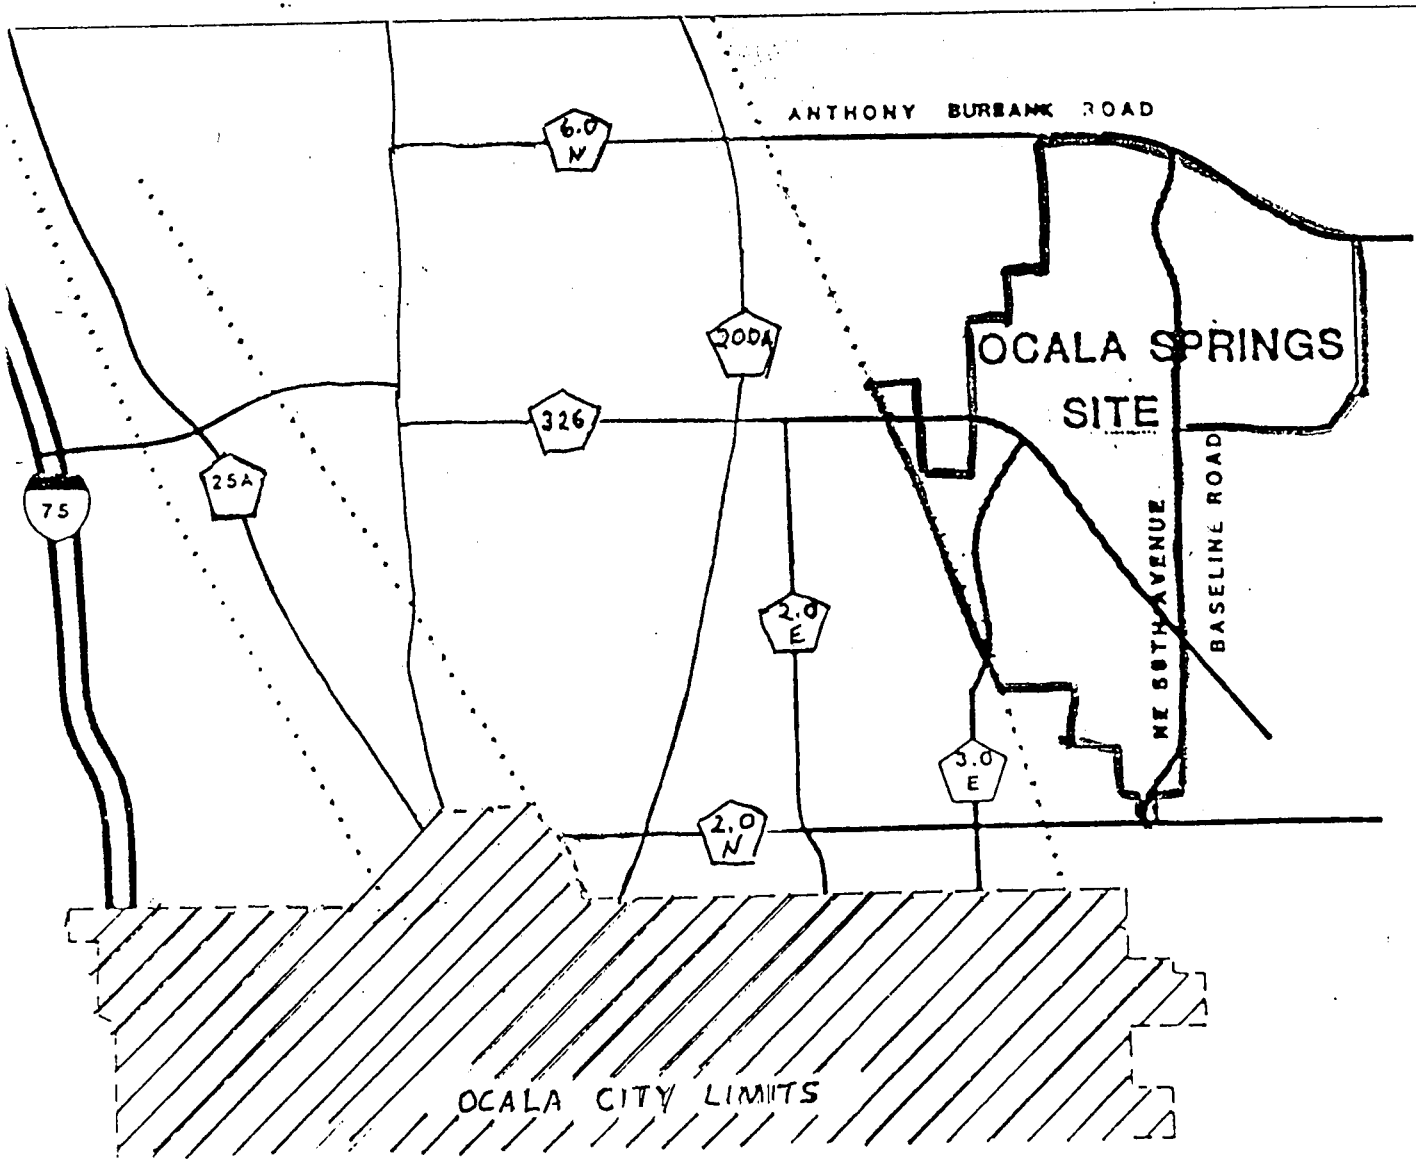 ANTHONY BURBANK ROAD
6.0
N
200A
OCALA SPRINGS
SITE
326
25A
75
NE 58TH AVENUE
BASELINE ROAD
2.0
E
3.0
E
2.0
N
OCALA CITY LIMITS